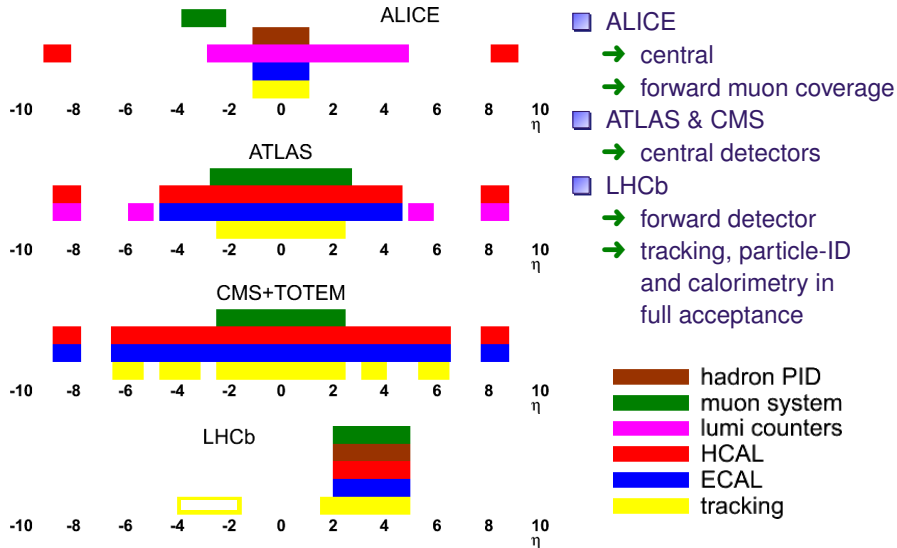 ALICE
-10 -8 -6 -4 -2 0 2 4 6 8 10
η
ATLAS
-10 -8 -6 -4 -2 0 2 4 6 8 10
η
CMS+TOTEM
-10 -8 -6 -4 -2 0 2 4 6 8 10
η
LHCb
-10 -8 -6 -4 -2 0 2 4 6 8 10
η
ALICE
➔ central
➔ forward muon coverage
ATLAS & CMS
➔ central detectors
LHCb
➔ forward detector
➔ tracking, particle-ID
and calorimetry in
full acceptance
hadron PID
muon system
lumi counters
HCAL
ECAL
tracking